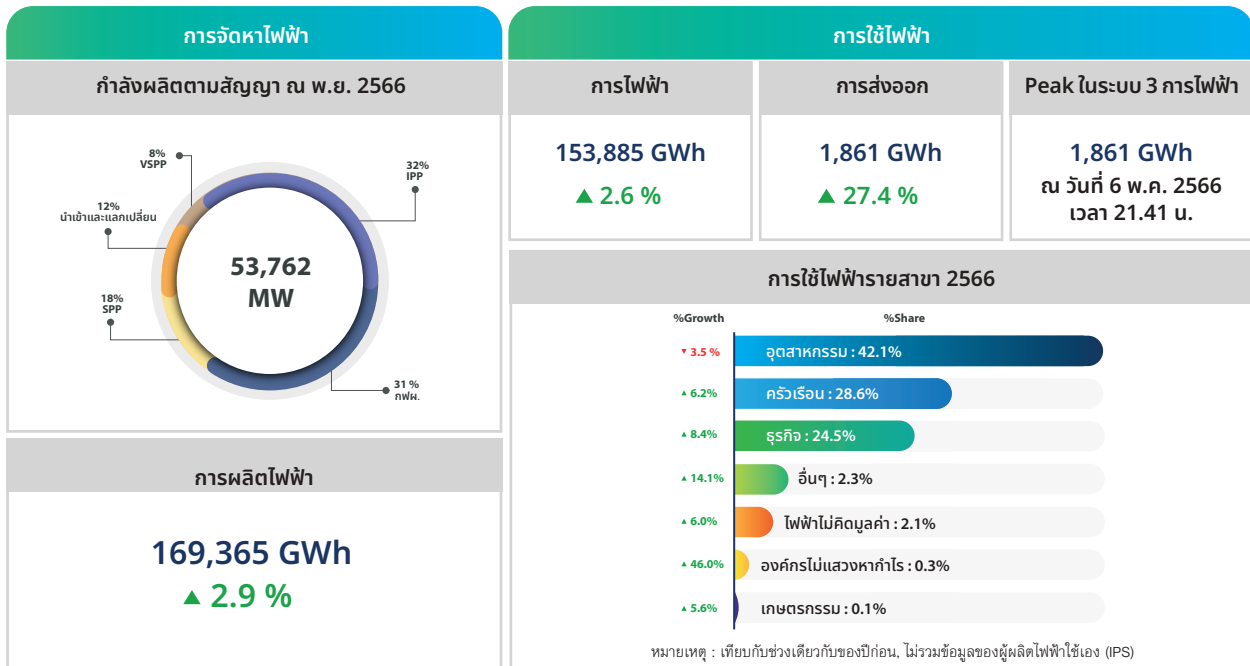 การจัดหาไฟฟ้า
กำลังผลิตตามสัญญา ณ พ.ย. 2566
8%
VSPP
32%
IPP
12%
นำเข้าและแลกเปลี่ยน
53,762
MW
18%
SPP
31 %
กฟผ.
การผลิตไฟฟ้า
169,365 GWh
▲ 2.9 %
การใช้ไฟฟ้า
การไฟฟ้า
153,885 GWh
▲ 2.6 %
การส่งออก
1,861 GWh
▲ 27.4 %
Peak ในระบบ 3 การไฟฟ้า
1,861 GWh
ณ วันที่ 6 พ.ค. 2566
เวลา 21.41 น.
การใช้ไฟฟ้ารายสาขา 2566
%Growth %Share
▼ 3.5 % อุตสาหกรรม : 42.1%
▲ 6.2% ครัวเรือน : 28.6%
▲ 8.4% ธุรกิจ : 24.5%
▲ 14.1% อื่นๆ : 2.3%
▲ 6.0% ไฟฟ้าไม่คิดมูลค่า : 2.1%
▲ 46.0% องค์กรไม่แสวงหากำไร : 0.3%
▲ 5.6% เกษตรกรรม : 0.1%
หมายเหตุ : เทียบกับช่วงเดียวกับของปีก่อน, ไม่รวมข้อมูลของผู้ผลิตไฟฟ้าใช้เอง (IPS)